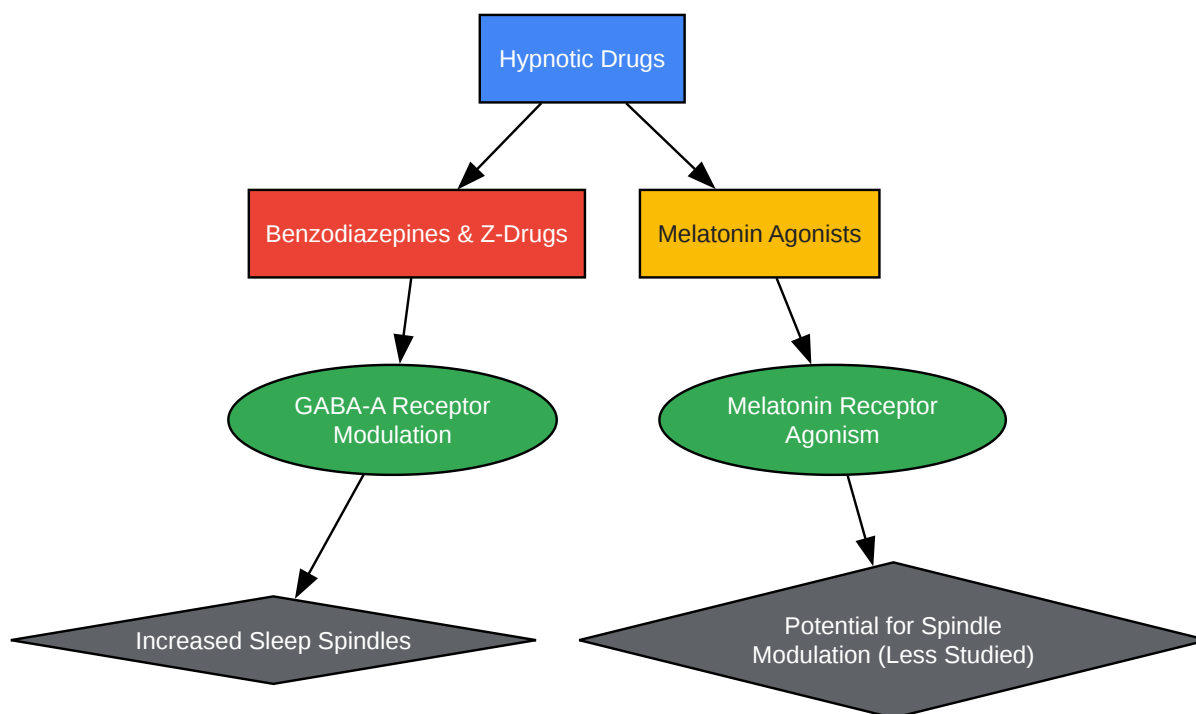 Hypnotic Drugs
Benzodiazepines & Z-Drugs
Melatonin Agonists
GABA-A Receptor
Modulation
Melatonin Receptor
Agonism
Increased Sleep Spindles
Potential for Spindle
Modulation (Less Studied)